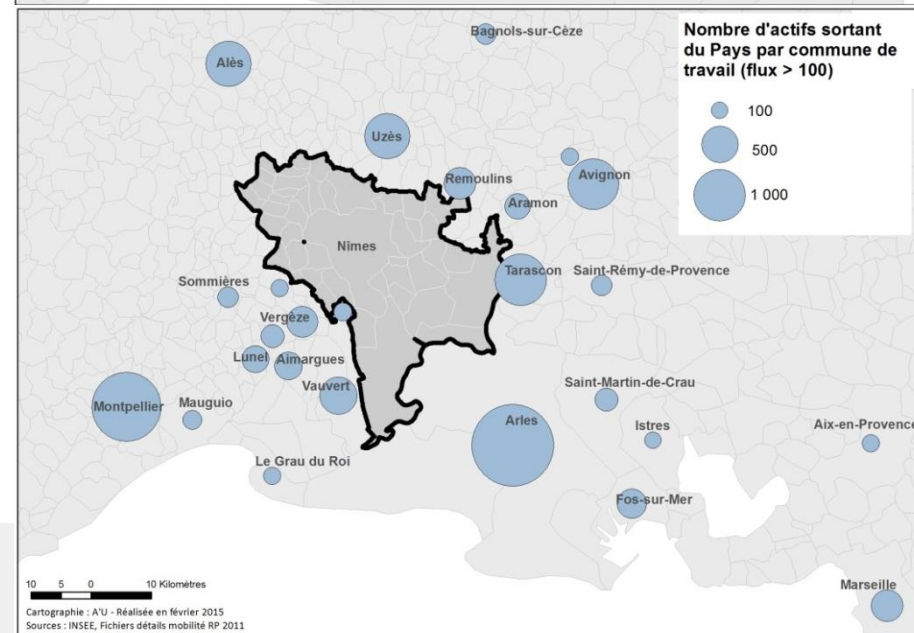 Nombre d'actifs sortant
du Pays par commune de
travail (flux > 100)
100
500
1 000
Bagnols-sur-Cèze
Alès
Uzès
Remoulins
Avignon
Aramon
Nîmes
Tarascon
Saint-Rémy-de-Provence
Sommières
Vergèze
Lunel
Aimargues
Vauvert
Saint-Martin-de-Crau
Montpellier
Mauguio
Arles
Istres
Aix-en-Provence
Le Grau du Roi
Fos-sur-Mer
Marseille
10 5 0 10 Kilomètres
Cartographie : A'U - Réalisée en février 2015
Sources : INSEE, Fichiers détails mobilité RP 2011